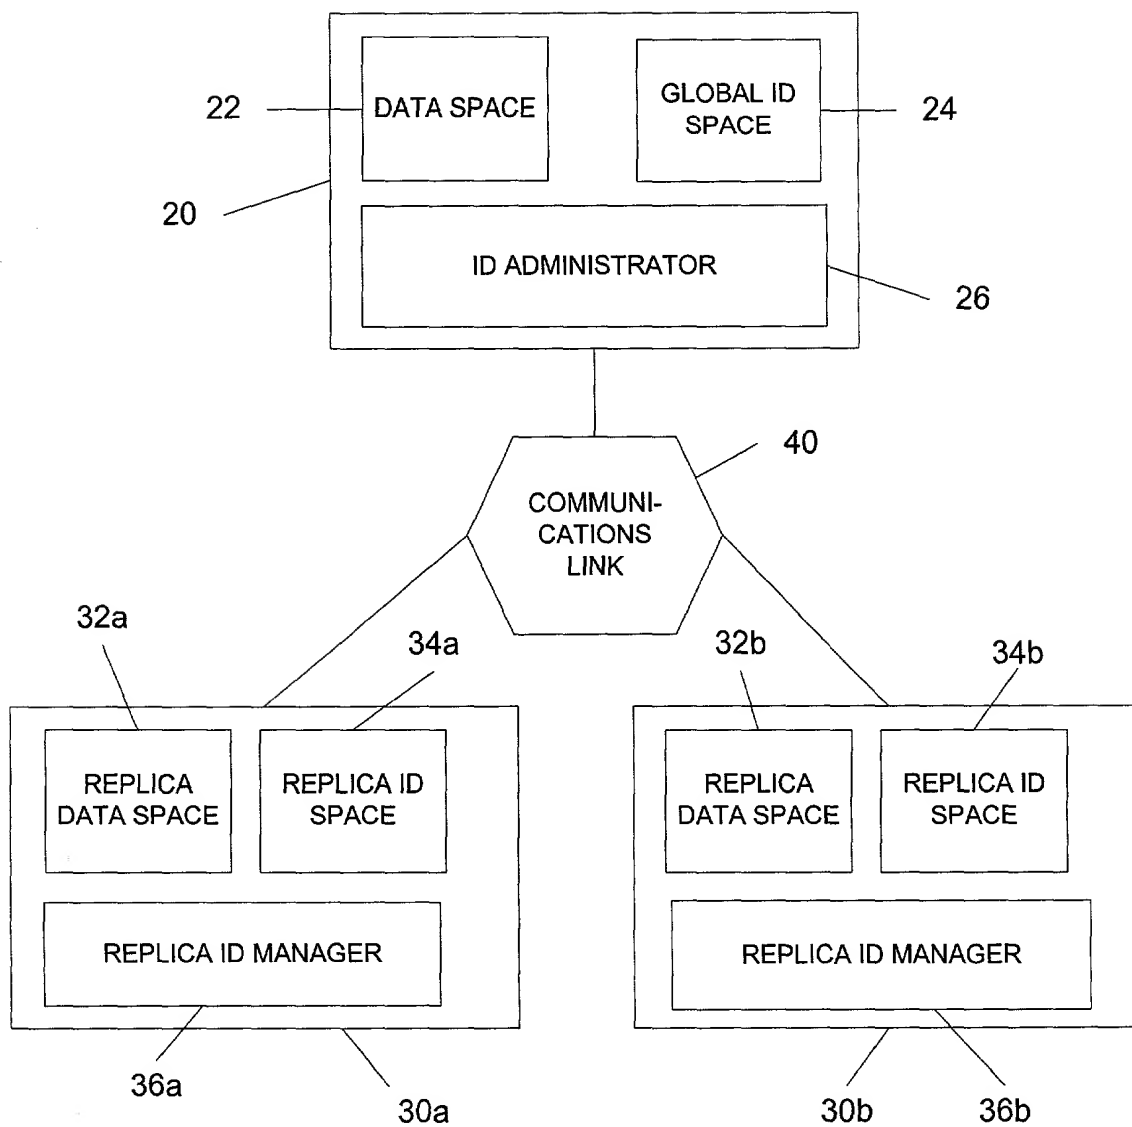 22
DATA SPACE
GLOBAL ID
SPACE
24
20
ID ADMINISTRATOR
26
40
COMMUNI-
CATIONS
LINK
32a
34a
32b
34b
REPLICA
DATA SPACE
REPLICA ID
SPACE
REPLICA
DATA SPACE
REPLICA ID
SPACE
REPLICA ID MANAGER
REPLICA ID MANAGER
36a
30a
30b
36b